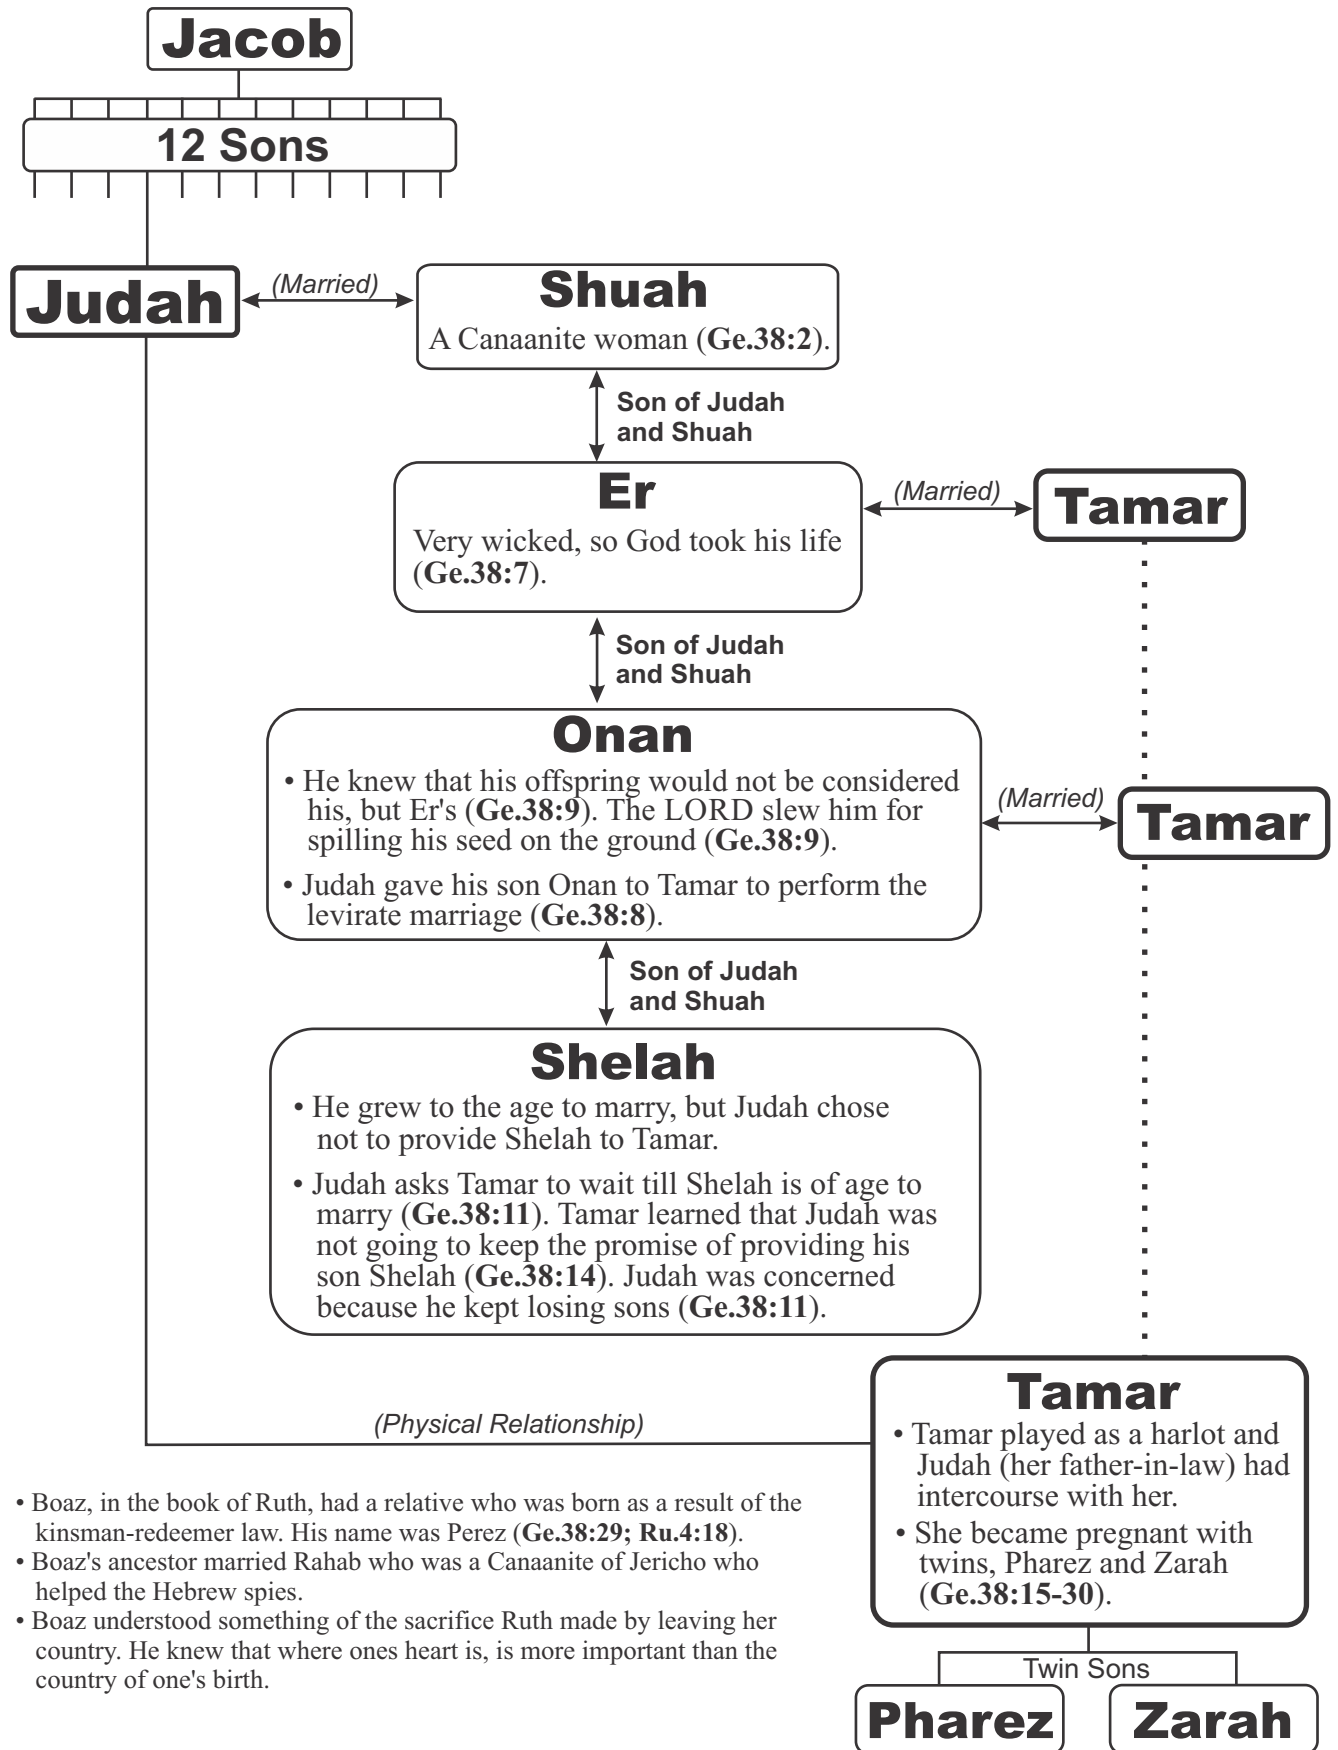 Jacob
12 Sons
Judah
(Married)
Shuah
A Canaanite woman (Ge.38:2).
Son of Judah
and Shuah
Er
Very wicked, so God took his life
(Ge.38:7).
(Married)
Tamar
Son of Judah
and Shuah
Onan
• He knew that his offspring would not be considered
his, but Er's (Ge.38:9). The LORD slew him for
spilling his seed on the ground (Ge.38:9).
• Judah gave his son Onan to Tamar to perform the
levirate marriage (Ge.38:8).
(Married)
Tamar
Son of Judah
and Shuah
Shelah
• He grew to the age to marry, but Judah chose
not to provide Shelah to Tamar.
• Judah asks Tamar to wait till Shelah is of age to
marry (Ge.38:11). Tamar learned that Judah was
not going to keep the promise of providing his
son Shelah (Ge.38:14). Judah was concerned
because he kept losing sons (Ge.38:11).
(Physical Relationship)
Tamar
• Tamar played as a harlot and
Judah (her father-in-law) had
intercourse with her.
• She became pregnant with
twins, Pharez and Zarah
(Ge.38:15-30).
Twin Sons
Pharez
Zarah
• Boaz, in the book of Ruth, had a relative who was born as a result of the
kinsman-redeemer law. His name was Perez (Ge.38:29; Ru.4:18).
• Boaz's ancestor married Rahab who was a Canaanite of Jericho who
helped the Hebrew spies.
• Boaz understood something of the sacrifice Ruth made by leaving her
country. He knew that where ones heart is, is more important than the
country of one's birth.